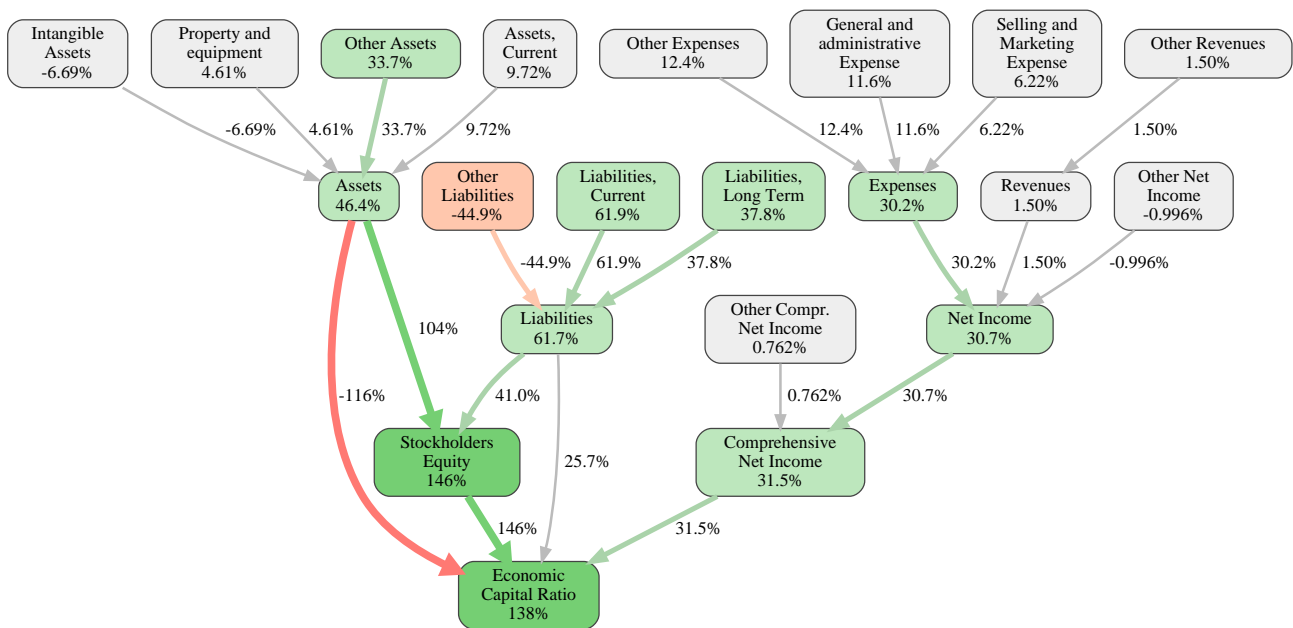 Intangible
Assets
-6.69%
Property and
equipment
4.61%
Other Assets
33.7%
Assets,
Current
9.72%
Other Expenses
12.4%
General and
administrative
Expense
11.6%
Selling and
Marketing
Expense
6.22%
Other Revenues
1.50%
-6.69%
4.61%
33.7%
9.72%
12.4%
11.6%
6.22%
1.50%
Assets
46.4%
Other
Liabilities
-44.9%
Liabilities,
Current
61.9%
Liabilities,
Long Term
37.8%
Expenses
30.2%
Revenues
1.50%
Other Net
Income
-0.996%
-44.9%
61.9%
37.8%
30.2%
1.50%
-0.996%
Liabilities
61.7%
Other Compr.
Net Income
0.762%
Net Income
30.7%
104%
-116%
41.0%
0.762%
30.7%
Stockholders
Equity
146%
25.7%
Comprehensive
Net Income
31.5%
146%
31.5%
Economic
Capital Ratio
138%